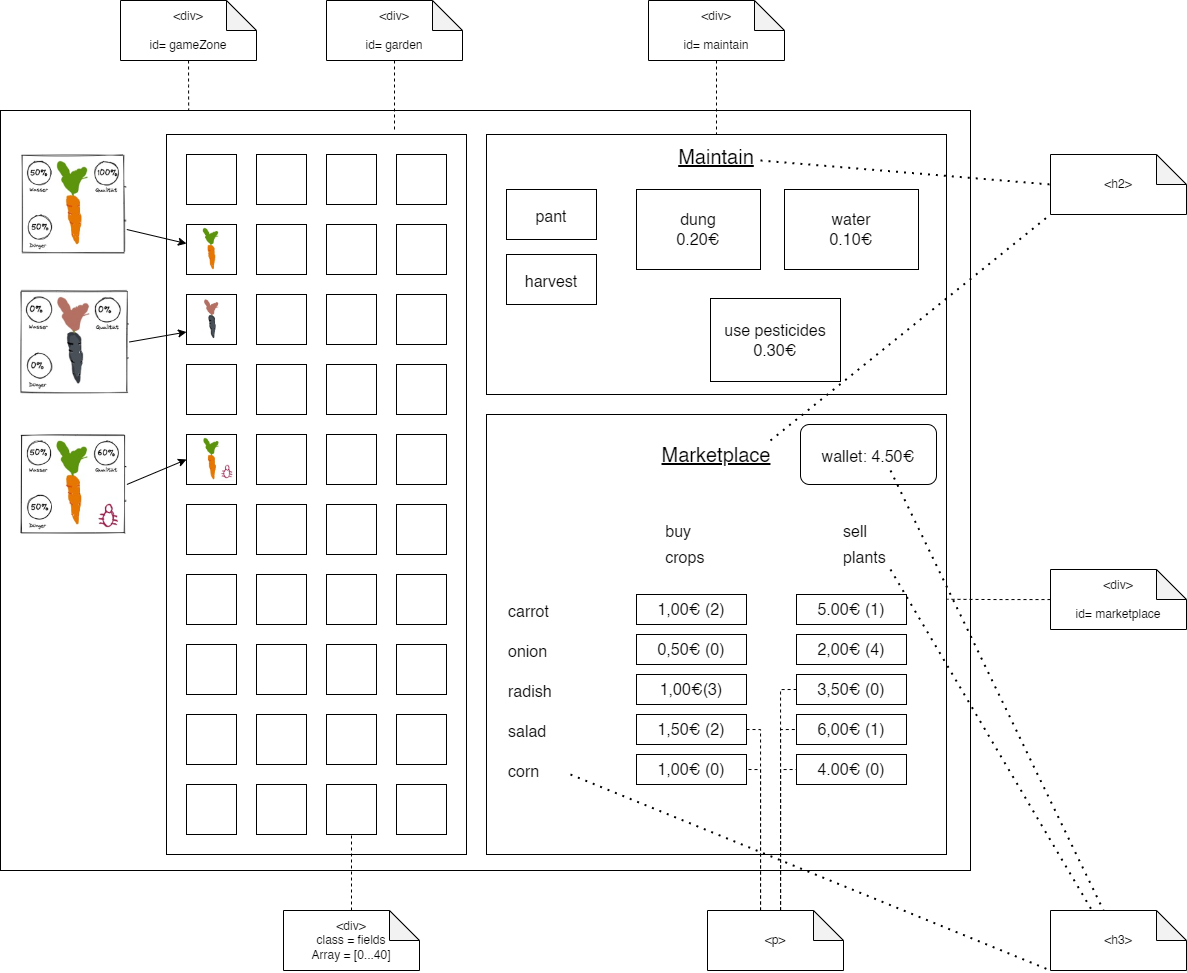 <div>
id= gameZone
<div>
id= garden
<div>
id= maintain
50%
Wasser
100%
Qualität
50%
Dünger
0%
Wasser
0%
Qualität
0%
Dünger
50%
Wasser
60%
Qualität
50%
Dünger
Maintain
pant
harvest
dung
0.20€
water
0.10€
use pesticides
0.30€
<h2>
Marketplace
wallet: 4.50€
buy
crops
sell
plants
carrot
1,00€ (2)
5.00€ (1)
onion
0,50€ (0)
2,00€ (4)
radish
1,00€(3)
3,50€ (0)
salad
1,50€ (2)
6,00€ (1)
corn
1,00€ (0)
4.00€ (0)
<div>
id= marketplace
<div>
class = fields
Array = [0...40]
<p>
<h3>